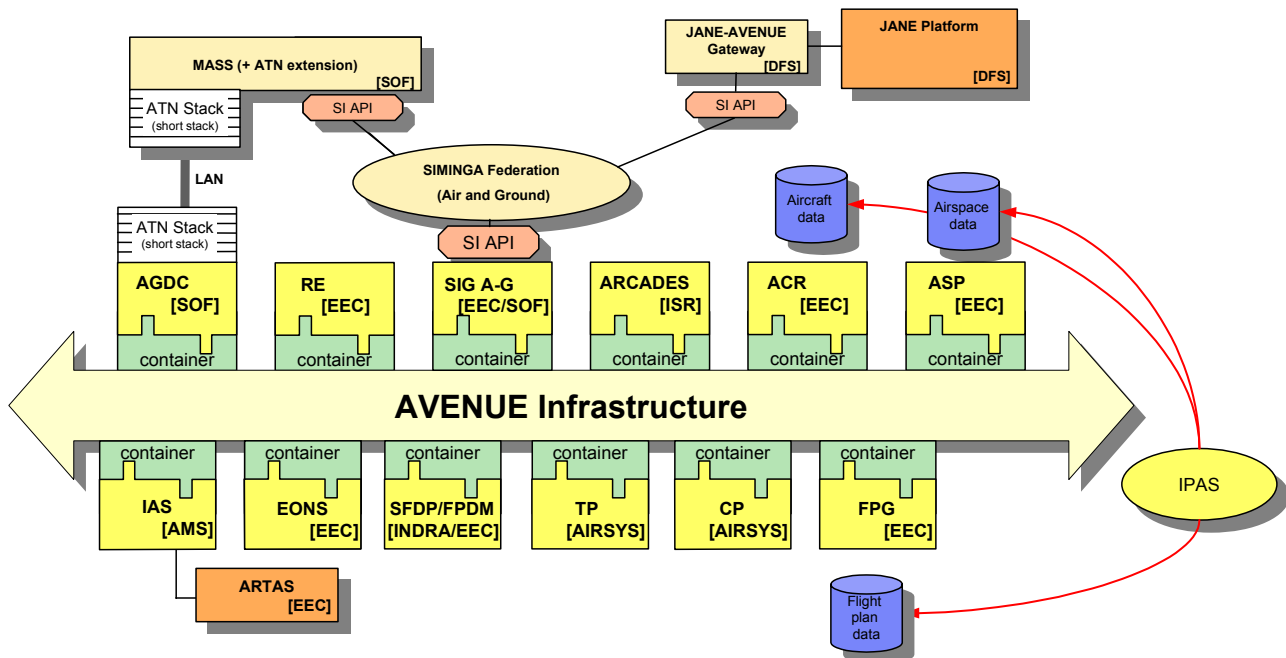 JANE-AVENUE
Gateway
[DFS]
JANE Platform
[DFS]
MASS (+ ATN extension)
[SOF]
ATN Stack
(short stack)
SI API
SI API
LAN
SIMINGA Federation
(Air and Ground)
Aircraft
data
Airspace
data
ATN Stack
(short stack)
SI API
AGDC
[SOF]
container
RE
[EEC]
container
SIG A-G
[EEC/SOF]
container
ARCADES
[ISR]
container
ACR
[EEC]
container
ASP
[EEC]
container
AVENUE Infrastructure
container
IAS
[AMS]
container
EONS
[EEC]
container
SFDP/FPDM
[INDRA/EEC]
container
TP
[AIRSYS]
container
CP
[AIRSYS]
container
FPG
[EEC]
IPAS
ARTAS
[EEC]
Flight
plan
data